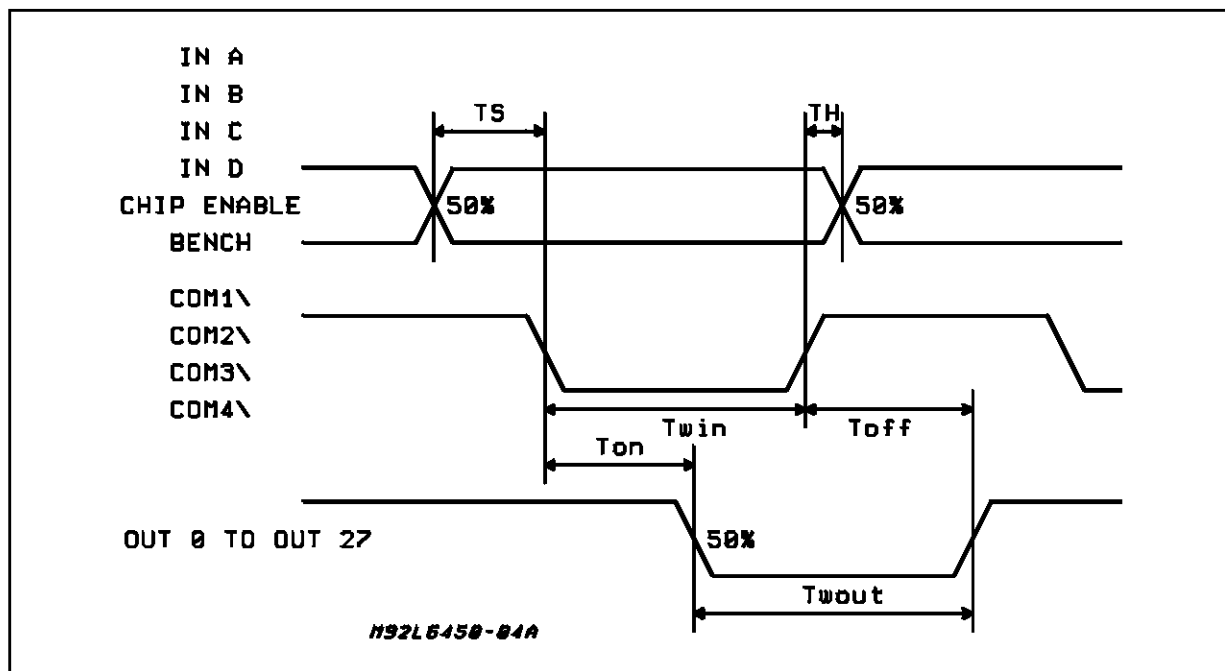 IN A
IN B
TS
TH
IN C
IN D
CHIP ENABLE
50%
50%
BENCH
COM1\
COM2\
COM3\
COM4\
Twin
Toff
Ton
OUT 0 TO OUT 27
50%
Twout
M92L6450-04A